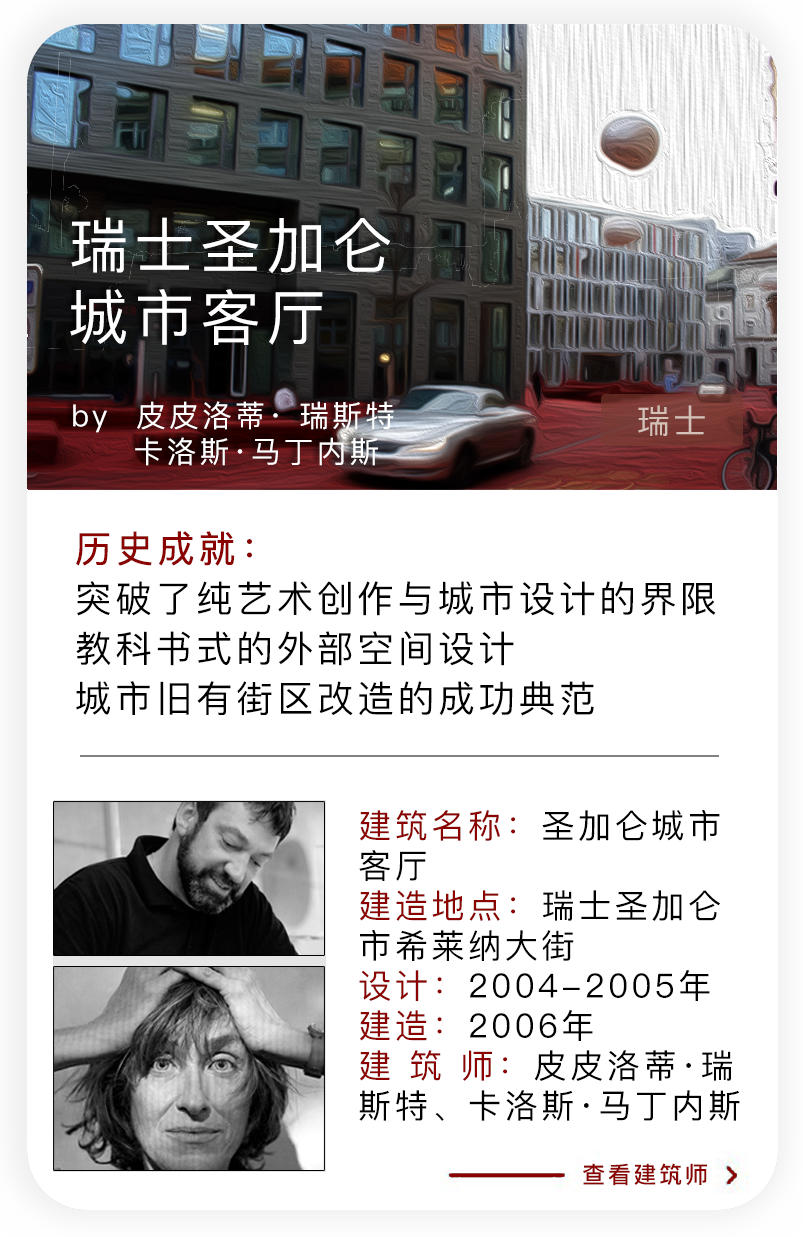 瑞士圣加仑
城市客厅
by 皮皮洛蒂·瑞斯特
卡洛斯·马丁内斯
瑞士
历史成就：
突破了纯艺术创作与城市设计的界限
教科书式的外部空间设计
城市旧有街区改造的成功典范
建筑名称：圣加仑城市
客厅
建造地点：瑞士圣加仑
市希莱纳大街
设计：2004-2005年
建造：2006年
建 筑 师：皮皮洛蒂·瑞
斯特、卡洛斯·马丁内斯
查看建筑师 >